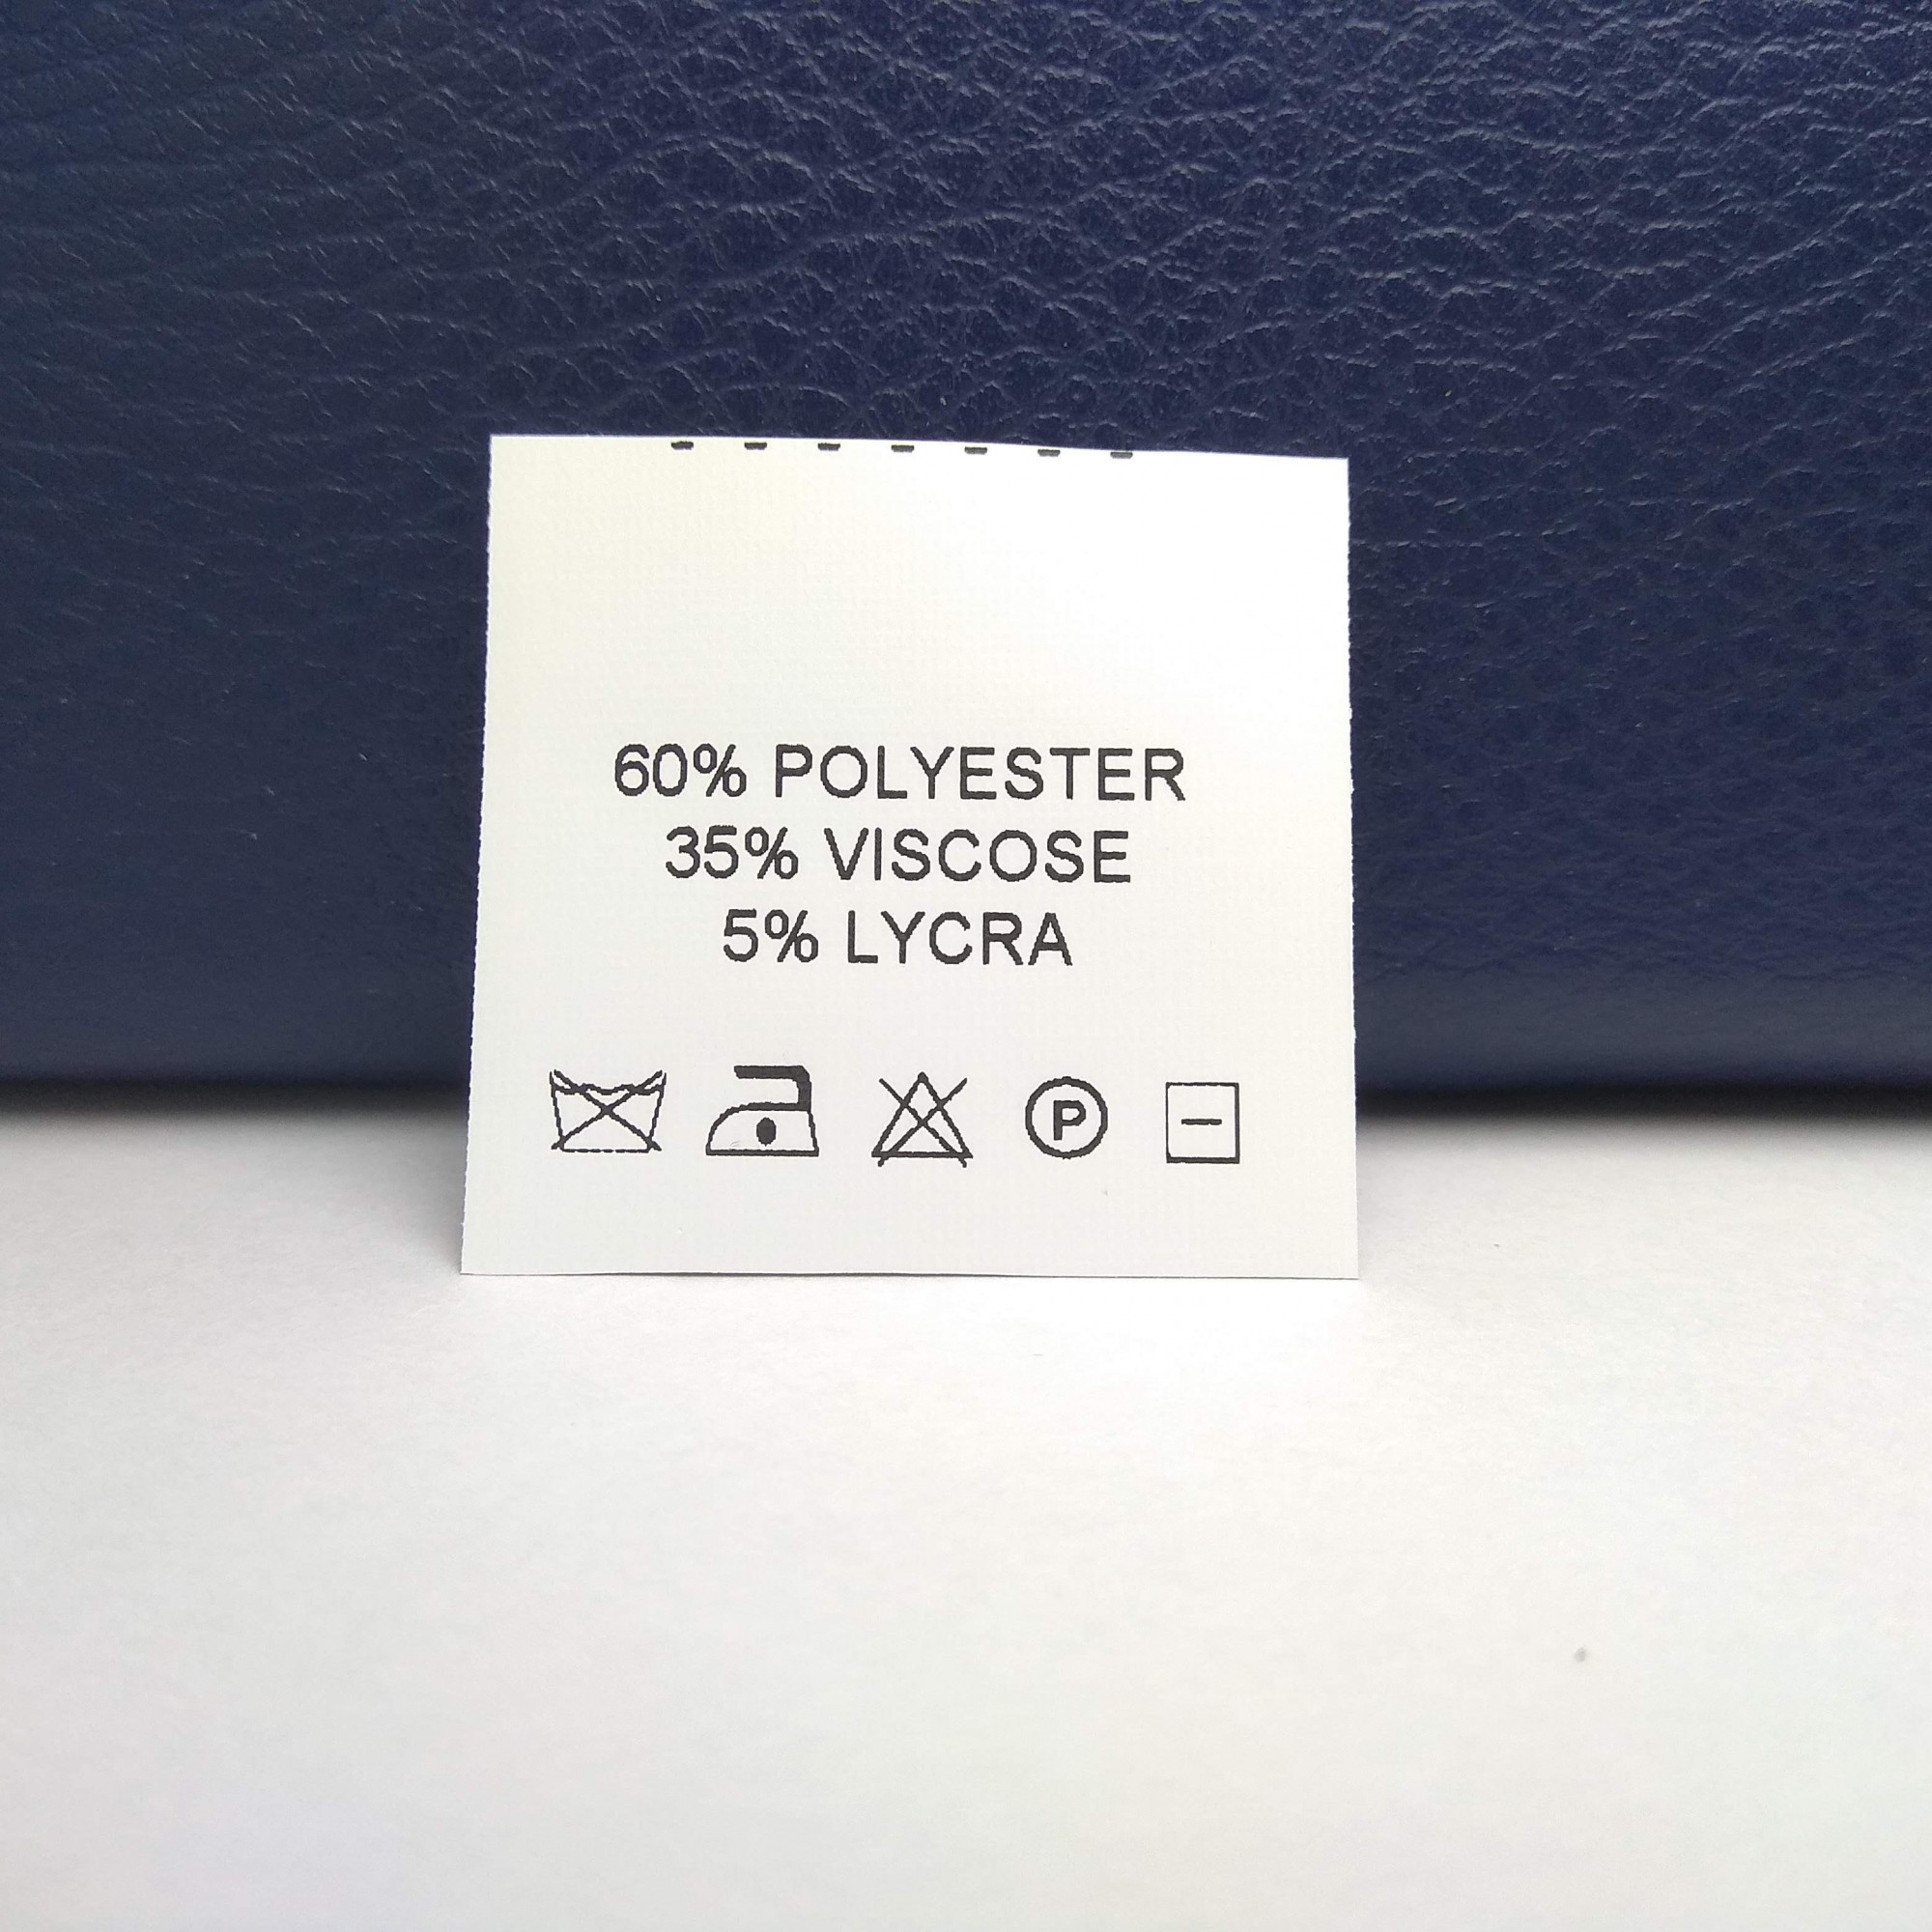 60% POLYESTER
35% VISCOSE
5% LYCRA
P